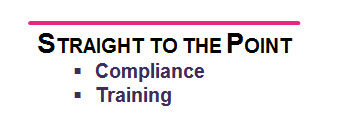 STRAIGHT TO THE POINT
▪ Compliance
▪ Training